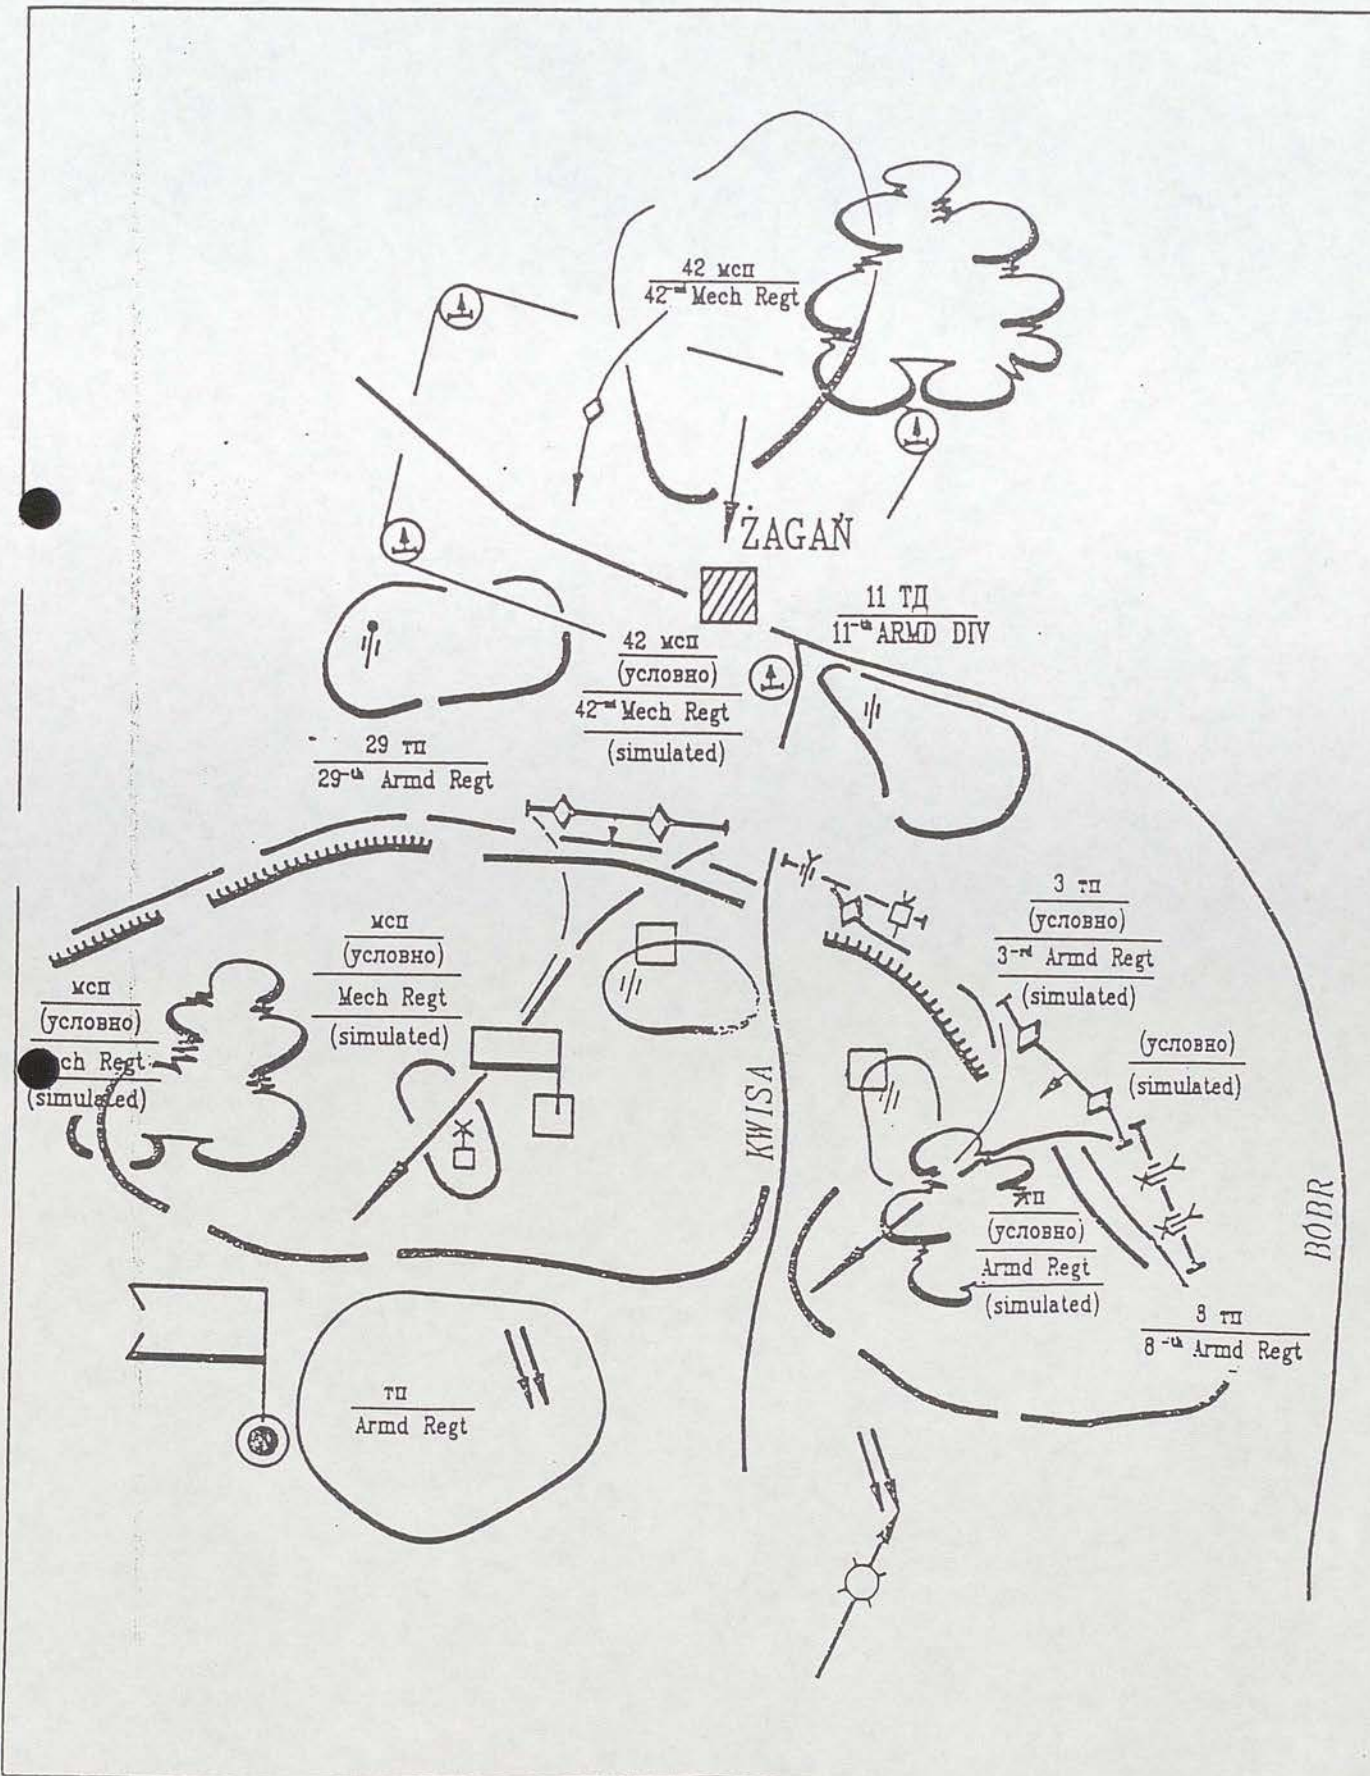 42 мсп
42-nd Mech Regt
ŻAGAŃ
11 ТД
11-th ARMD DIV
42 мсп
(условно)
42-nd Mech Regt
(simulated)
29 тп
29-th Armd Regt
3 тп
(условно)
3-rd Armd Regt
(simulated)
мсп
(условно)
Mech Regt
(simulated)
мсп
(условно)
ch Regt
(simulated)
(условно)
(simulated)
KWISA
BÓBR
тп
(условно)
Armd Regt
(simulated)
8 тп
8-th Armd Regt
тп
Armd Regt